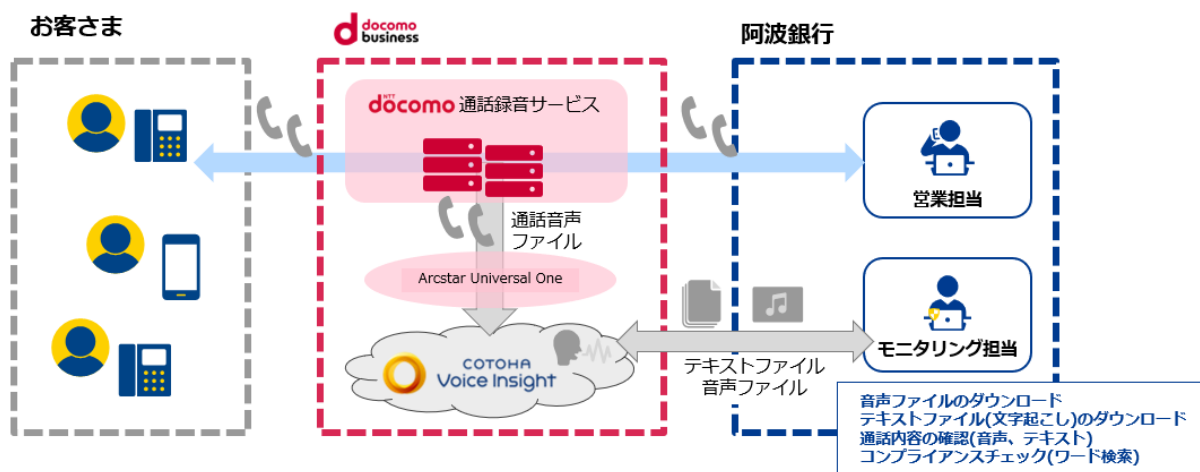 お客さま
docomo
business
阿波銀行
NTT
docomo 通話録音サービス
営業担当
通話音声
ファイル
Arcstar Universal One
COTOHA
Voice Insight
テキストファイル
音声ファイル
モニタリング担当
音声ファイルのダウンロード
テキストファイル(文字起こし)のダウンロード
通話内容の確認(音声、テキスト)
コンプライアンスチェック(ワード検索)